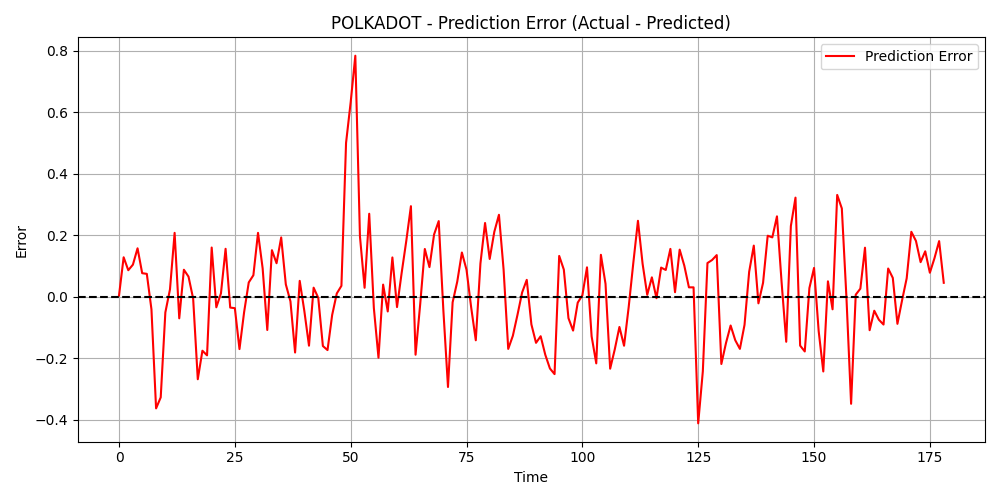 POLKADOT - Prediction Error (Actual - Predicted)
Prediction Error
Error
0.8
0.6
0.4
0.2
0.0
−0.2
−0.4
0 25 50 75 100 125 150 175
Time